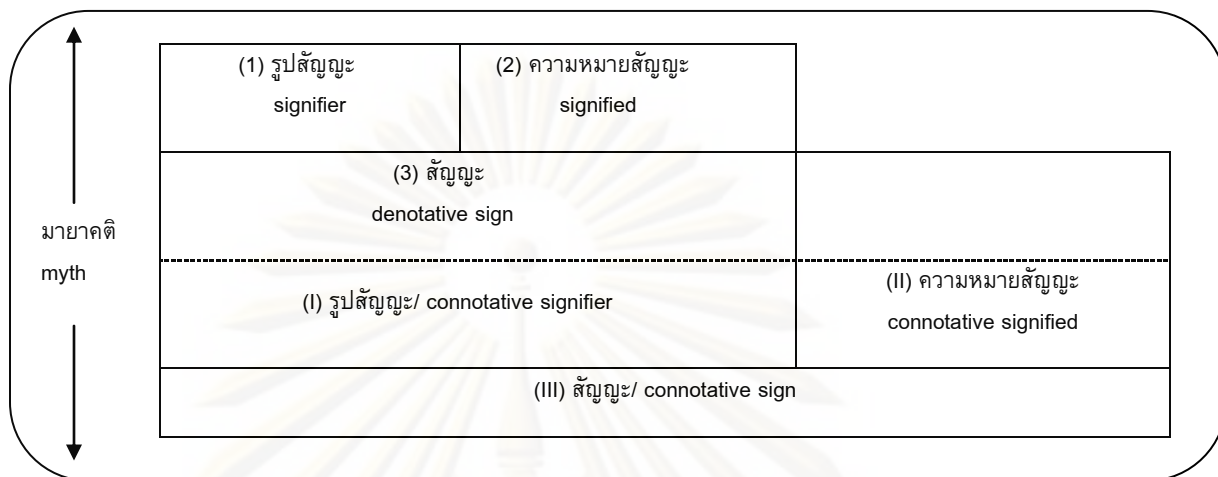 (1) รูปสัญญะ
signifier
(2) ความหมายสัญญะ
signified
(3) สัญญะ
denotative sign
มายาคติ
myth
(I) รูปสัญญะ/ connotative signifier
(II) ความหมายสัญญะ
connotative signified
(III) สัญญะ/ connotative sign